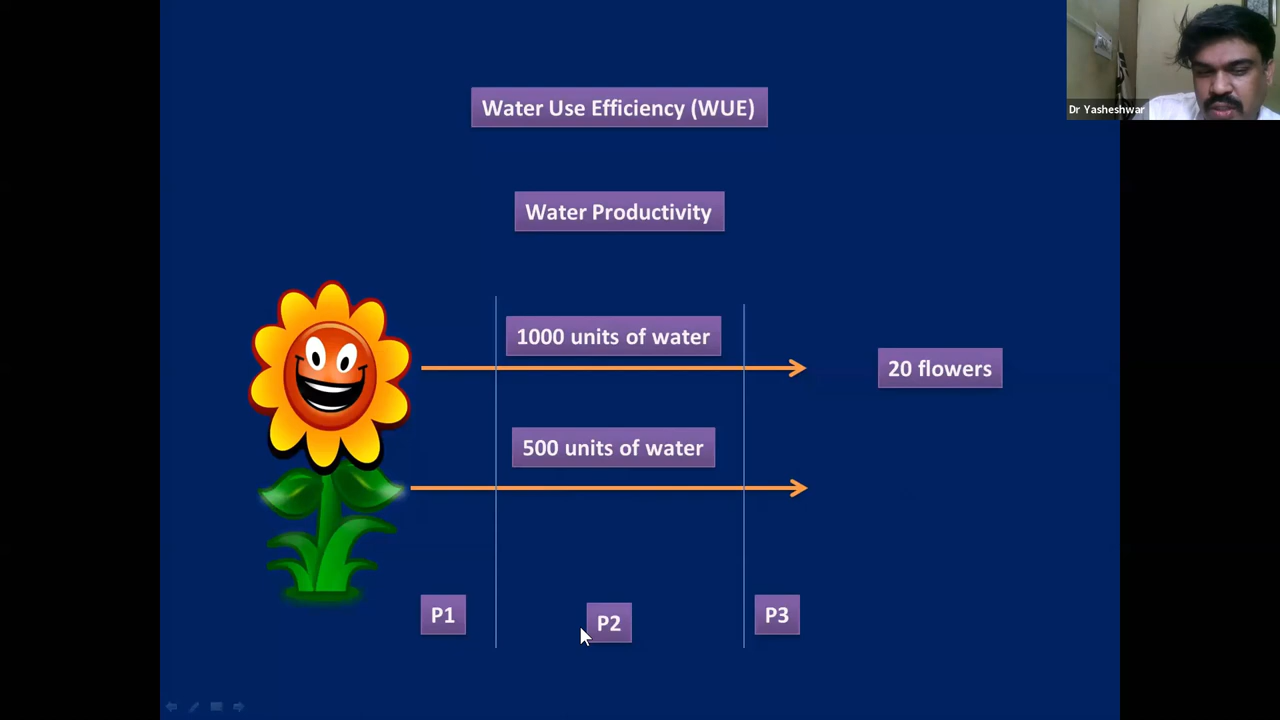 Dr Yasheshwar
Water Use Efficiency (WUE)
Water Productivity
1000 units of water
20 flowers
500 units of water
P1
P2
P3